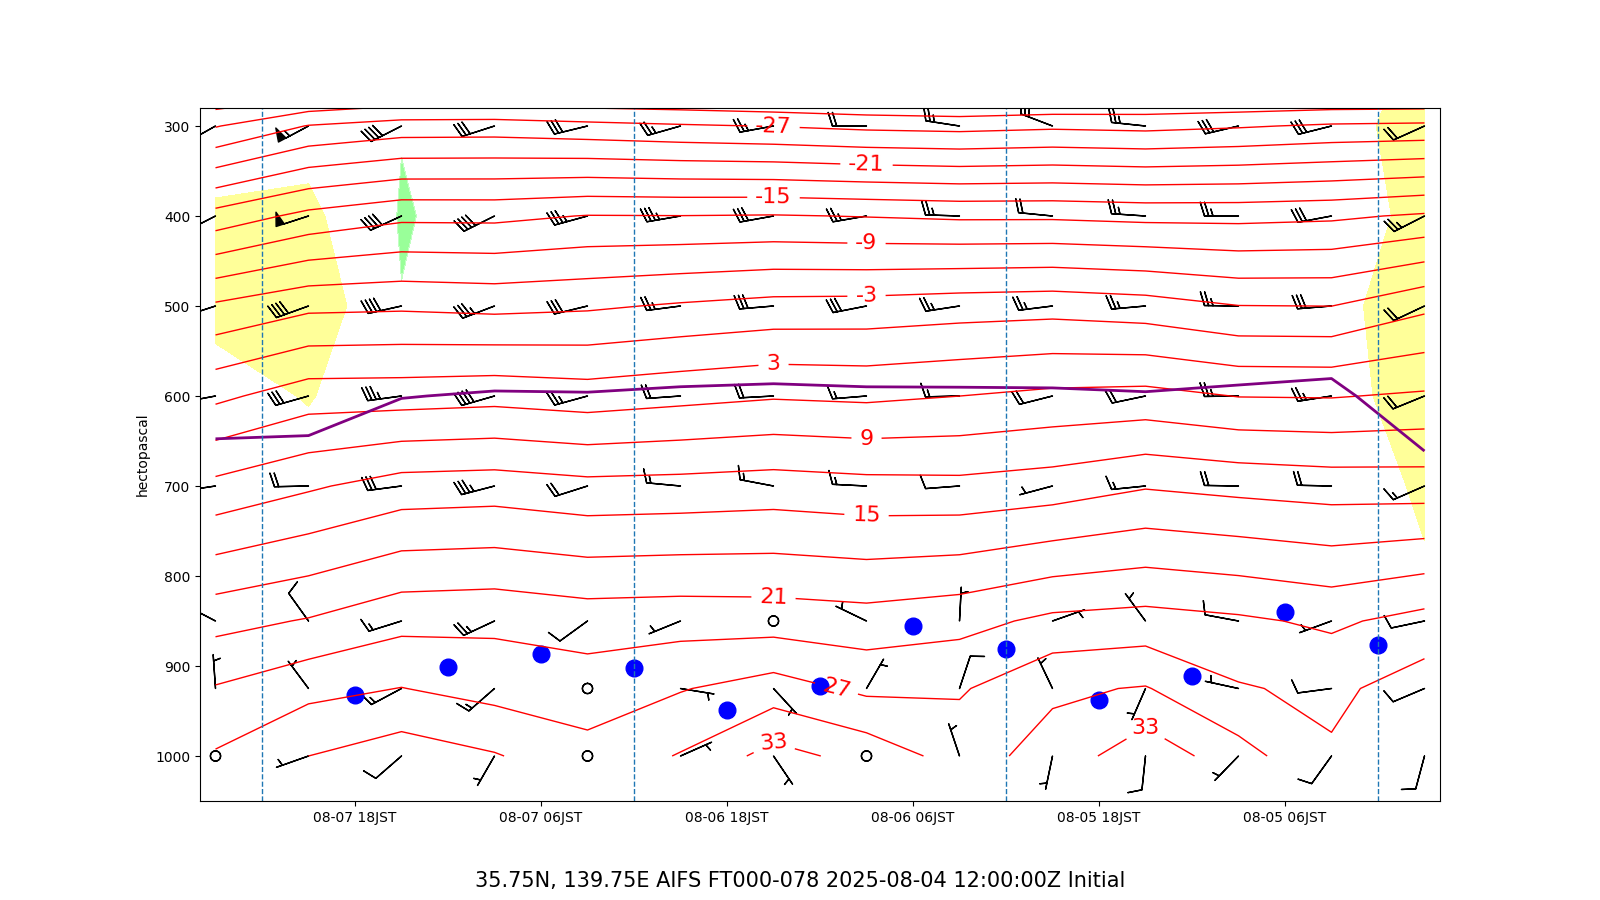 300
400
500
600
700
800
900
1000
hectopascal
-27
-21
-15
-9
-3
3
9
15
21
27
33
33
08-07 18JST
08-07 06JST
08-06 18JST
08-06 06JST
08-05 18JST
08-05 06JST
35.75N, 139.75E AIFS FT000-078 2025-08-04 12:00:00Z Initial